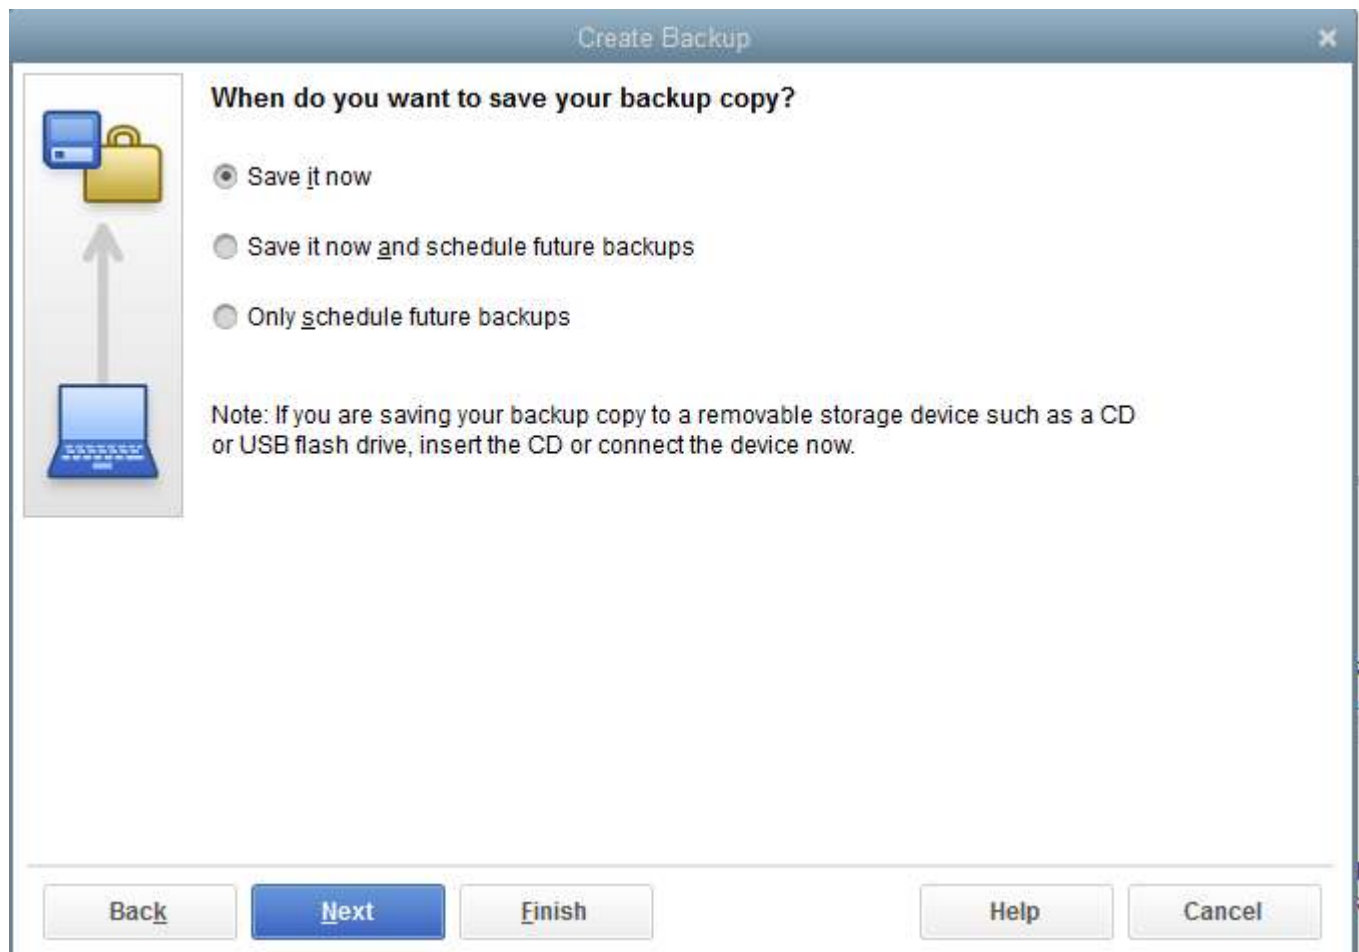 Create Backup
When do you want to save your backup copy?
Save it now
Save it now and schedule future backups
Only schedule future backups
Note: If you are saving your backup copy to a removable storage device such as a CD
or USB flash drive, insert the CD or connect the device now.
Back Next Finish Help Cancel